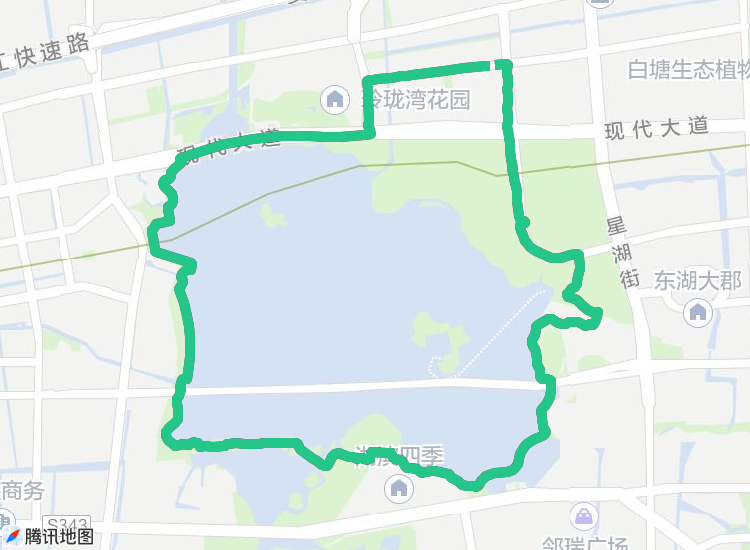 江快速路
白塘生态植物
玲珑湾花园
现代大道
现代大道
星湖街
东湖大郡
湖滨四季
商务
S343
邻瑞广场
腾讯地图